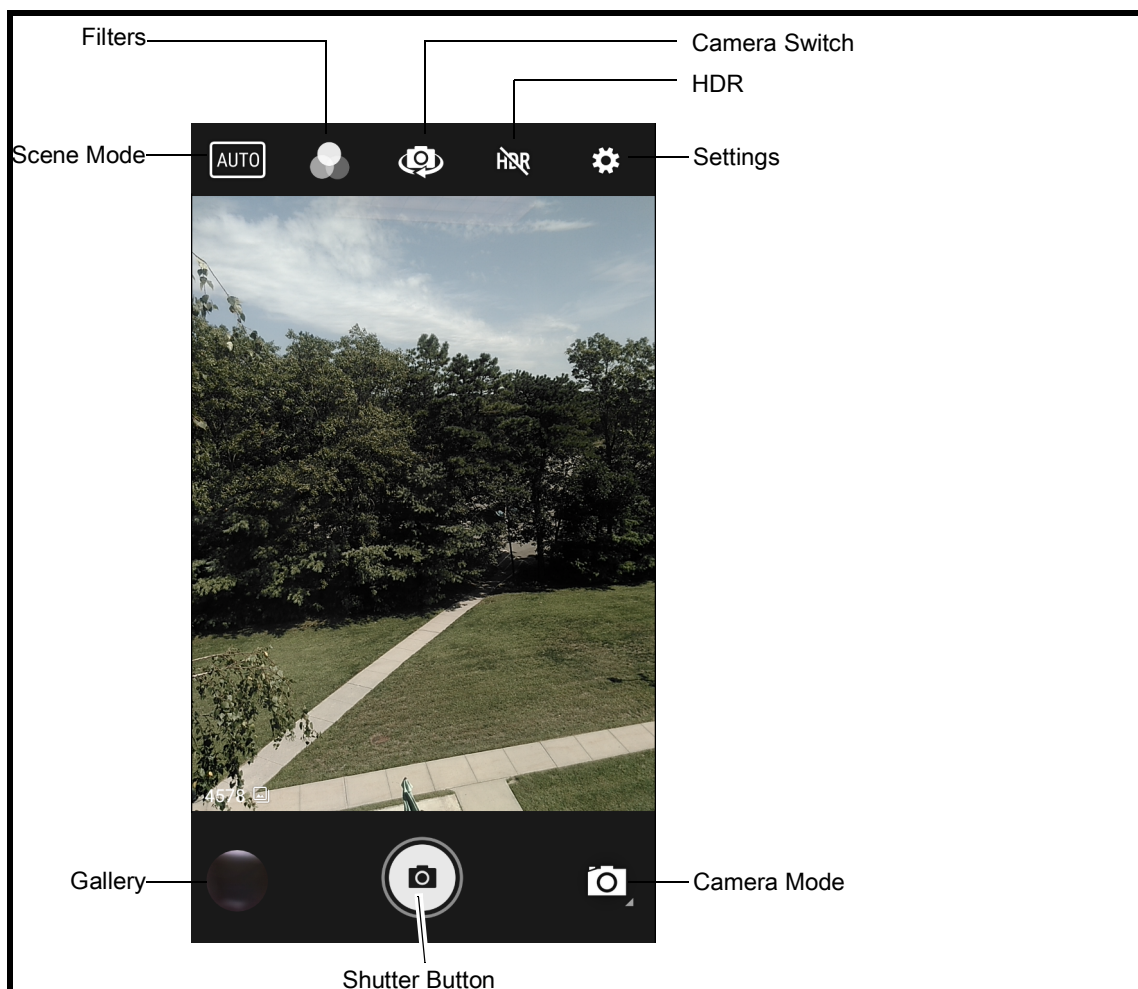 Filters
Camera Switch
HDR
Scene Mode
AUTO
HDR
Settings
4578
Gallery
Camera Mode
Shutter Button